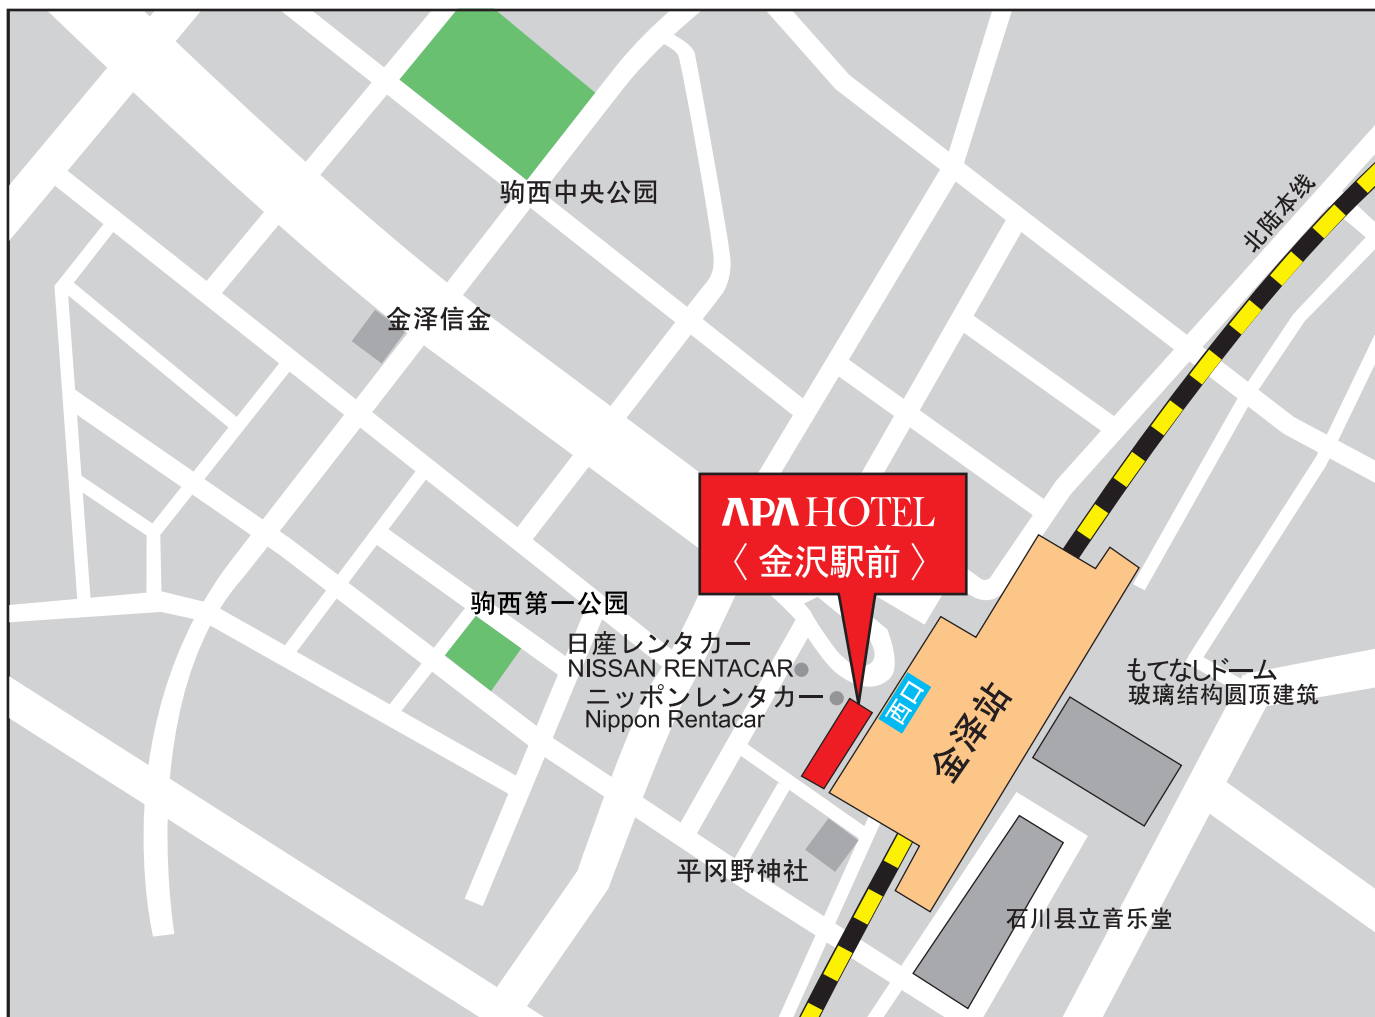 驹西中央公园
北陆本线
金泽信金
APA HOTEL
〈 金沢駅前 〉
驹西第一公园
日産レンタカー
NISSAN RENTACAR
ニッポンレンタカー
Nippon Rentacar
西口
金泽站
もてなしドーム
玻璃结构圆顶建筑
平冈野神社
石川县立音乐堂